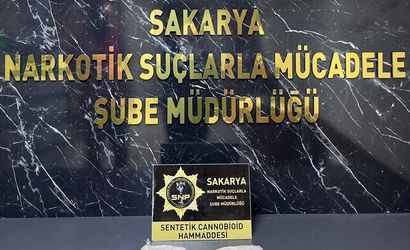 SAKARYA
NARKOTİK SUÇLARLA MÜCADELE
ŞUBE MÜDÜRLÜĞÜ
SNP
SAKARYA
NARKOTİK SUÇLARLA
MÜCADELE
ŞUBE MÜDÜRLÜĞÜ
SENTETİK CANNOBİOİD
HAMMADDESİ